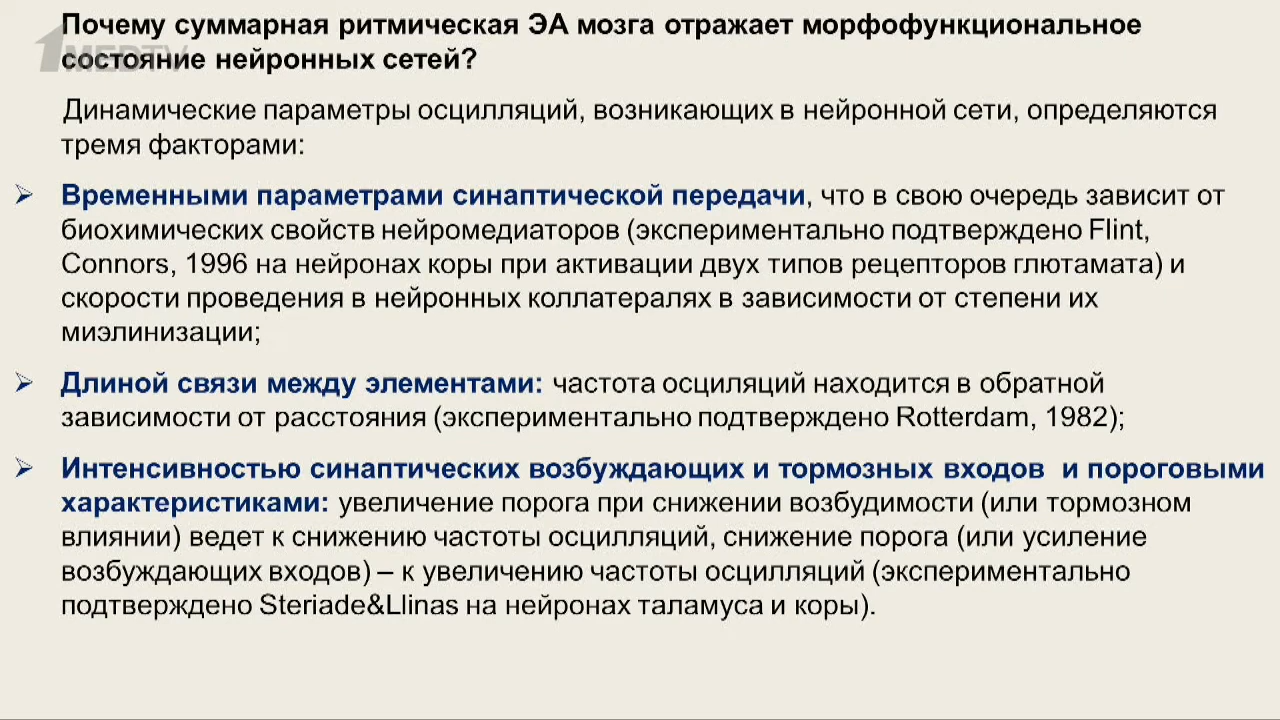 Почему суммарная ритмическая ЭА мозга отражает морфофункциональное
состояние нейронных сетей?
1MEDTV
Динамические параметры осцилляций, возникающих в нейронной сети, определяются
тремя факторами:
Временными параметрами синаптической передачи, что в свою очередь зависит от
биохимических свойств нейромедиаторов (экспериментально подтверждено Flint,
Connors, 1996 на нейронах коры при активации двух типов рецепторов глютамата) и
скорости проведения в нейронных коллатералях в зависимости от степени их
миэлинизации;
Длиной связи между элементами: частота осциляций находится в обратной
зависимости от расстояния (экспериментально подтверждено Rotterdam, 1982);
Интенсивностью синаптических возбуждающих и тормозных входов и пороговыми
характеристиками: увеличение порога при снижении возбудимости (или тормозном
влиянии) ведет к снижению частоты осцилляций, снижение порога (или усиление
возбуждающих входов) – к увеличению частоты осцилляций (экспериментально
подтверждено Steriade&Llinas на нейронах таламуса и коры).